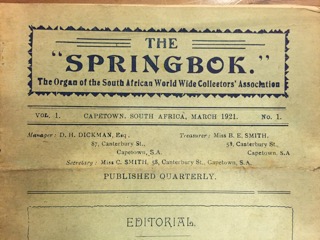 THE
"SPRINGBOK."
The Organ of the South African World Wide Collectors' Association
VOL. 1. CAPETOWN, SOUTH AFRICA, MARCH 1921. No. 1.
Manager: D. H. DICKMAN, Esq. Treasurer: Miss B. E. SMITH,
87, Canterbury St., 58, Canterbury St.,
Capetown, S.A. Capetown, S.A
Secretary: Miss C. SMITH, 58, Canterbury St., Capetown, S.A.
PUBLISHED QUARTERLY.
EDITORIAL.